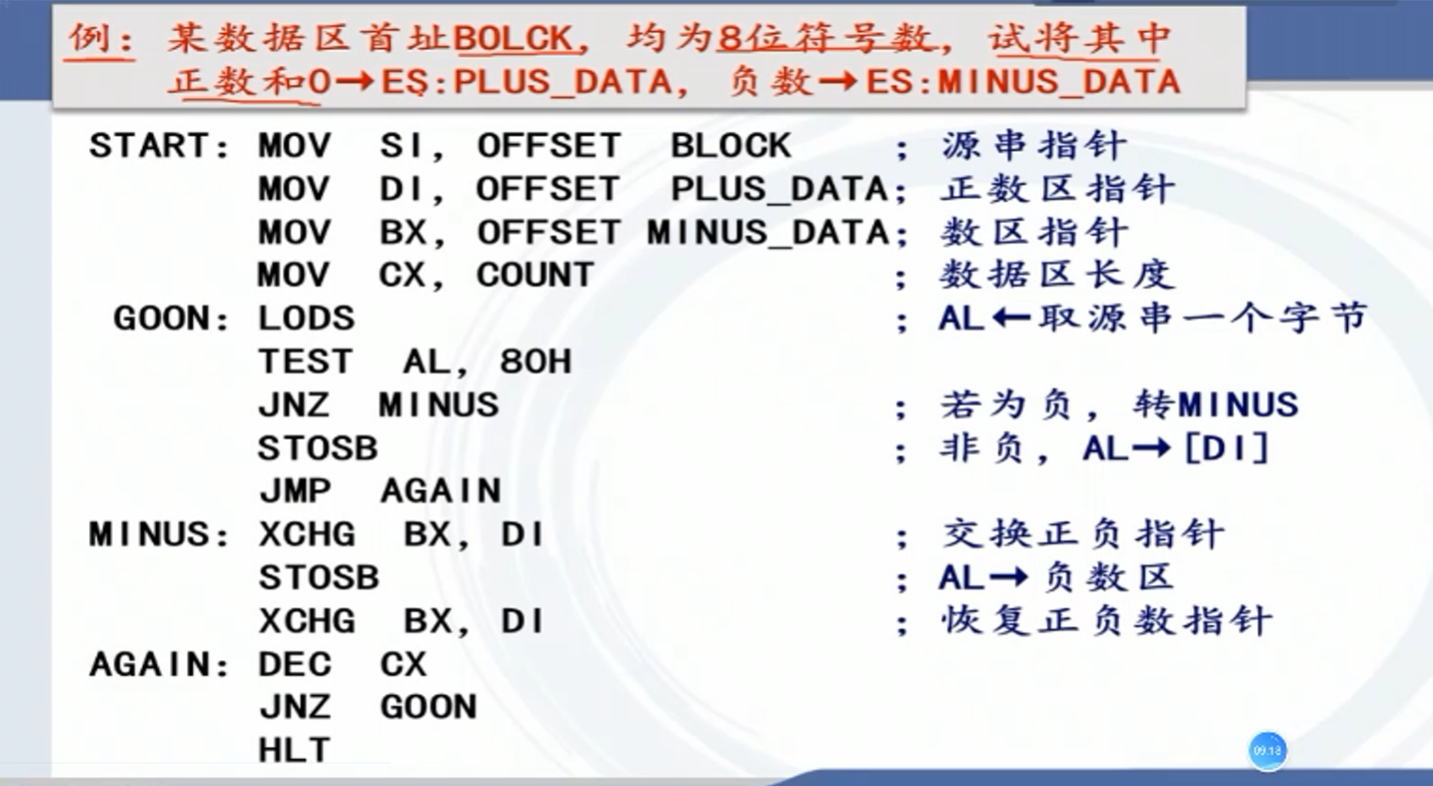 例：某数据区首址BOLCK，均为8位符号数，试将其中
正数和0→ES:PLUS_DATA，负数→ES:MINUS_DATA
START: MOV SI, OFFSET BLOCK ; 源串指针
MOV DI, OFFSET PLUS_DATA; 正数区指针
MOV BX, OFFSET MINUS_DATA; 数区指针
MOV CX, COUNT ; 数据区长度
GOON: LODS ; AL←取源串一个字节
TEST AL, 80H
JNZ MINUS ; 若为负，转MINUS
STOSB ; 非负，AL→[DI]
JMP AGAIN
MINUS: XCHG BX, DI ; 交换正负指针
STOSB ; AL→负数区
XCHG BX, DI ; 恢复正负数指针
AGAIN: DEC CX
JNZ GOON
HLT
09:18